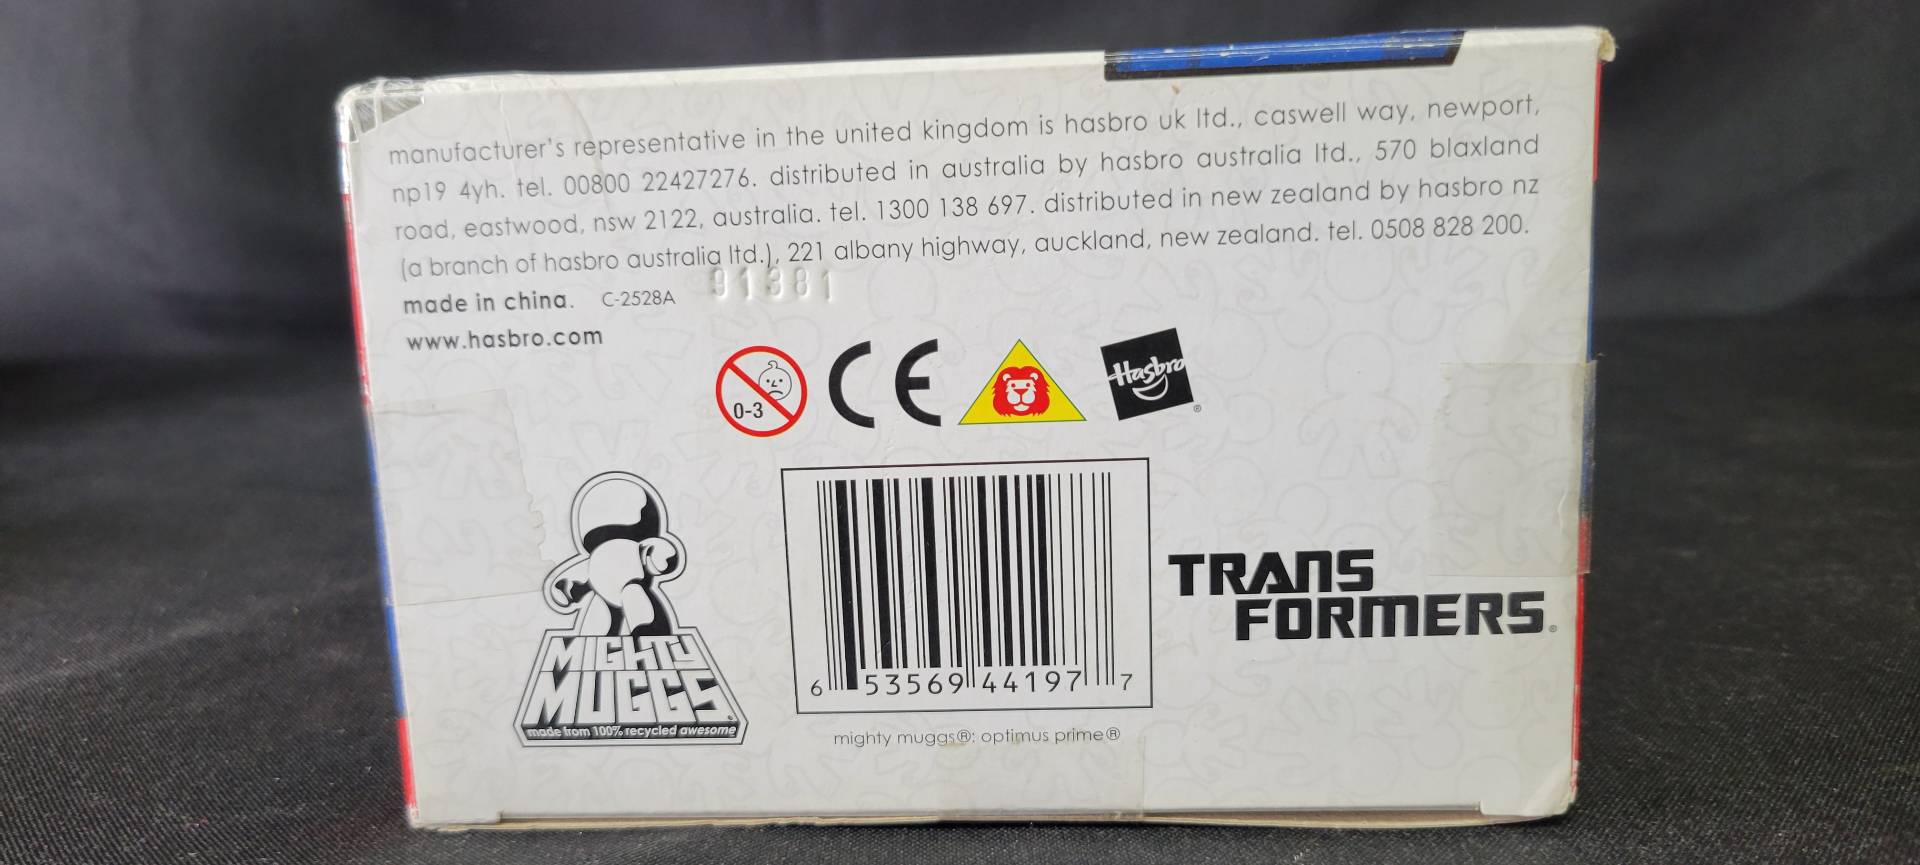 manufacturer's representative in the united kingdom is hasbro uk ltd., caswell way, newport,
np19 4yh. tel. 00800 22427276. distributed in australia by hasbro australia ltd., 570 blaxland
road, eastwood, nsw 2122, australia. tel. 1300 138 697. distributed in new zealand by hasbro nz
(a branch of hasbro australia ltd.), 221 albany highway, auckland, new zealand. tel. 0508 828 200.
made in china. C-2528A 91381
www.hasbro.com
0-3
CE
Hasbro®
MIGHTY
MUGGS®
made from 100% recycled awesome
6 53569 44197 7
mighty muggs®: optimus prime®
TRANS
FORMERS®